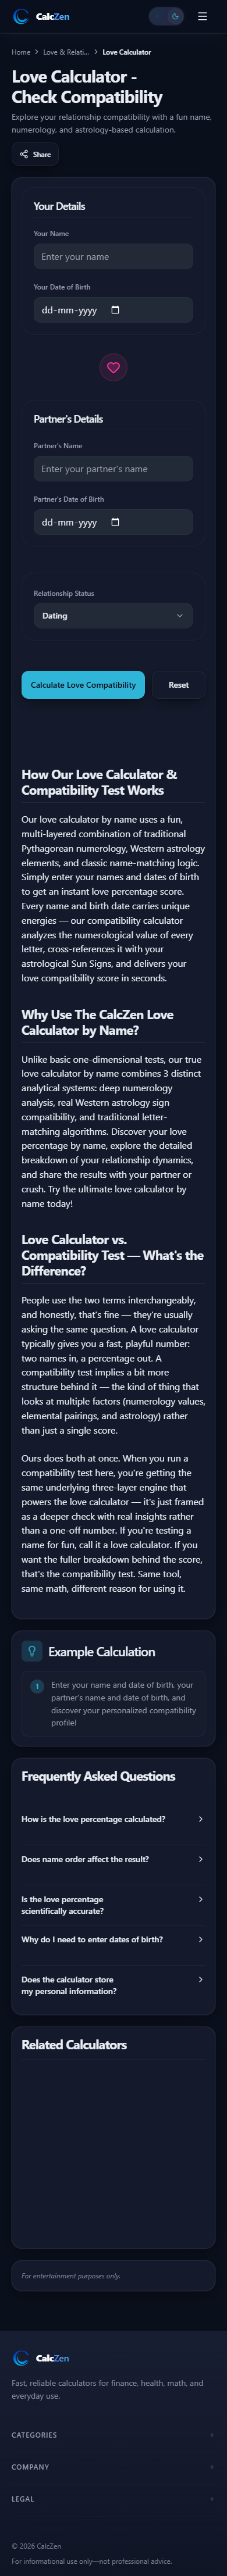 CalcZen
Home > Love & Relati... > Love Calculator
Love Calculator -
Check Compatibility
Explore your relationship compatibility with a fun name,
numerology, and astrology-based calculation.
Share
Your Details
Your Name
Enter your name
Your Date of Birth
dd-mm-yyyy
Partner's Details
Partner's Name
Enter your partner's name
Partner's Date of Birth
dd-mm-yyyy
Relationship Status
Dating
Calculate Love Compatibility
Reset
How Our Love Calculator &
Compatibility Test Works
Our love calculator by name uses a fun,
multi-layered combination of traditional
Pythagorean numerology, Western astrology
elements, and classic name-matching logic.
Simply enter your names and dates of birth
to get an instant love percentage score.
Every name and birth date carries unique
energies — our compatibility calculator
analyzes the numerological value of every
letter, cross-references it with your
astrological Sun Signs, and delivers your
love compatibility score in seconds.
Why Use The CalcZen Love
Calculator by Name?
Unlike basic one-dimensional tests, our true
love calculator by name combines 3 distinct
analytical systems: deep numerology
analysis, real Western astrology sign
compatibility, and traditional letter-
matching algorithms. Discover your love
percentage by name, explore the detailed
breakdown of your relationship dynamics,
and share the results with your partner or
crush. Try the ultimate love calculator by
name today!
Love Calculator vs.
Compatibility Test — What's the
Difference?
People use the two terms interchangeably,
and honestly, that's fine — they're usually
asking the same question. A love calculator
typically gives you a fast, playful number:
two names in, a percentage out. A
compatibility test implies a bit more
structure behind it — the kind of thing that
looks at multiple factors (numerology values,
elemental pairings, and astrology) rather
than just a single score.
Ours does both at once. When you run a
compatibility test here, you're getting the
same underlying three-layer engine that
powers the love calculator — it's just framed
as a deeper check with real insights rather
than a one-off number. If you're testing a
name for fun, call it a love calculator. If you
want the fuller breakdown behind the score,
that's the compatibility test. Same tool,
same math, different reason for using it.
Example Calculation
1
Enter your name and date of birth, your
partner's name and date of birth, and
discover your personalized compatibility
profile!
Frequently Asked Questions
How is the love percentage calculated?
Does name order affect the result?
Is the love percentage
scientifically accurate?
Why do I need to enter dates of birth?
Does the calculator store
my personal information?
Related Calculators
For entertainment purposes only.
CalcZen
Fast, reliable calculators for finance, health, math, and
everyday use.
CATEGORIES +
COMPANY +
LEGAL +
© 2026 CalcZen
For informational use only—not professional advice.